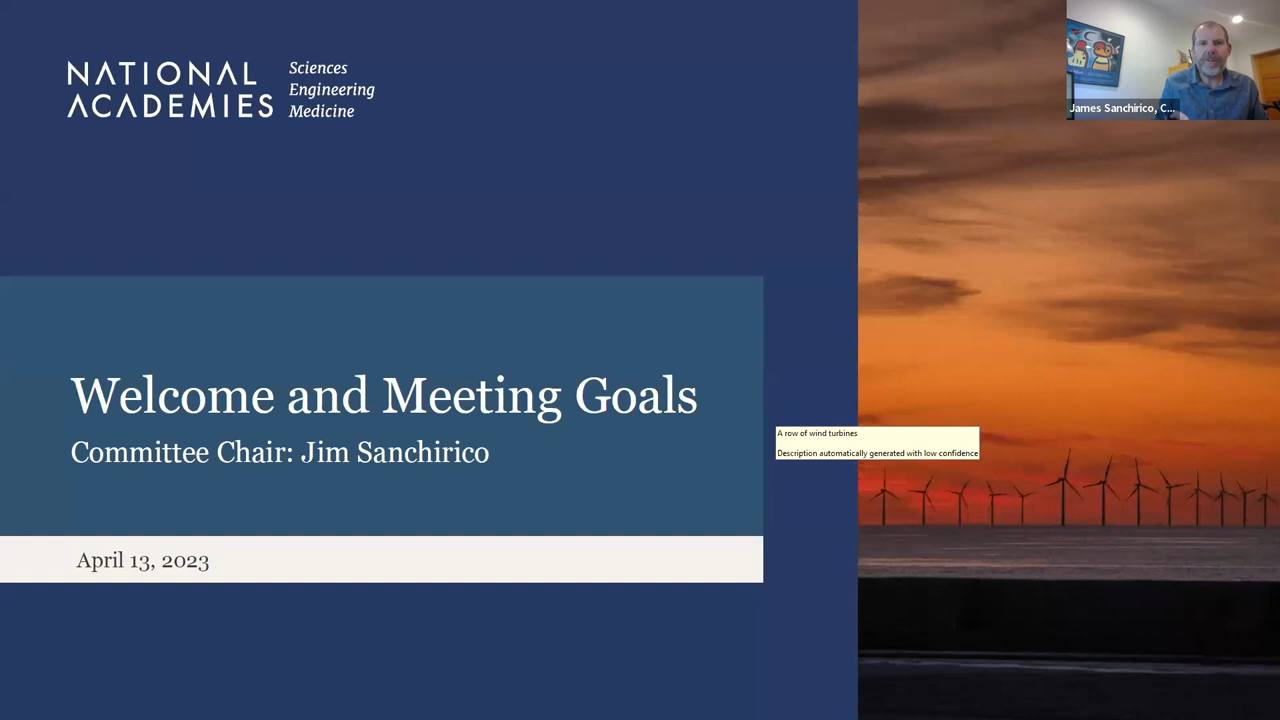 NATIONAL
ACADEMIES
Sciences
Engineering
Medicine
James Sanchirico, C...
Welcome and Meeting Goals
Committee Chair: Jim Sanchirico
A row of wind turbines
Description automatically generated with low confidence
April 13, 2023